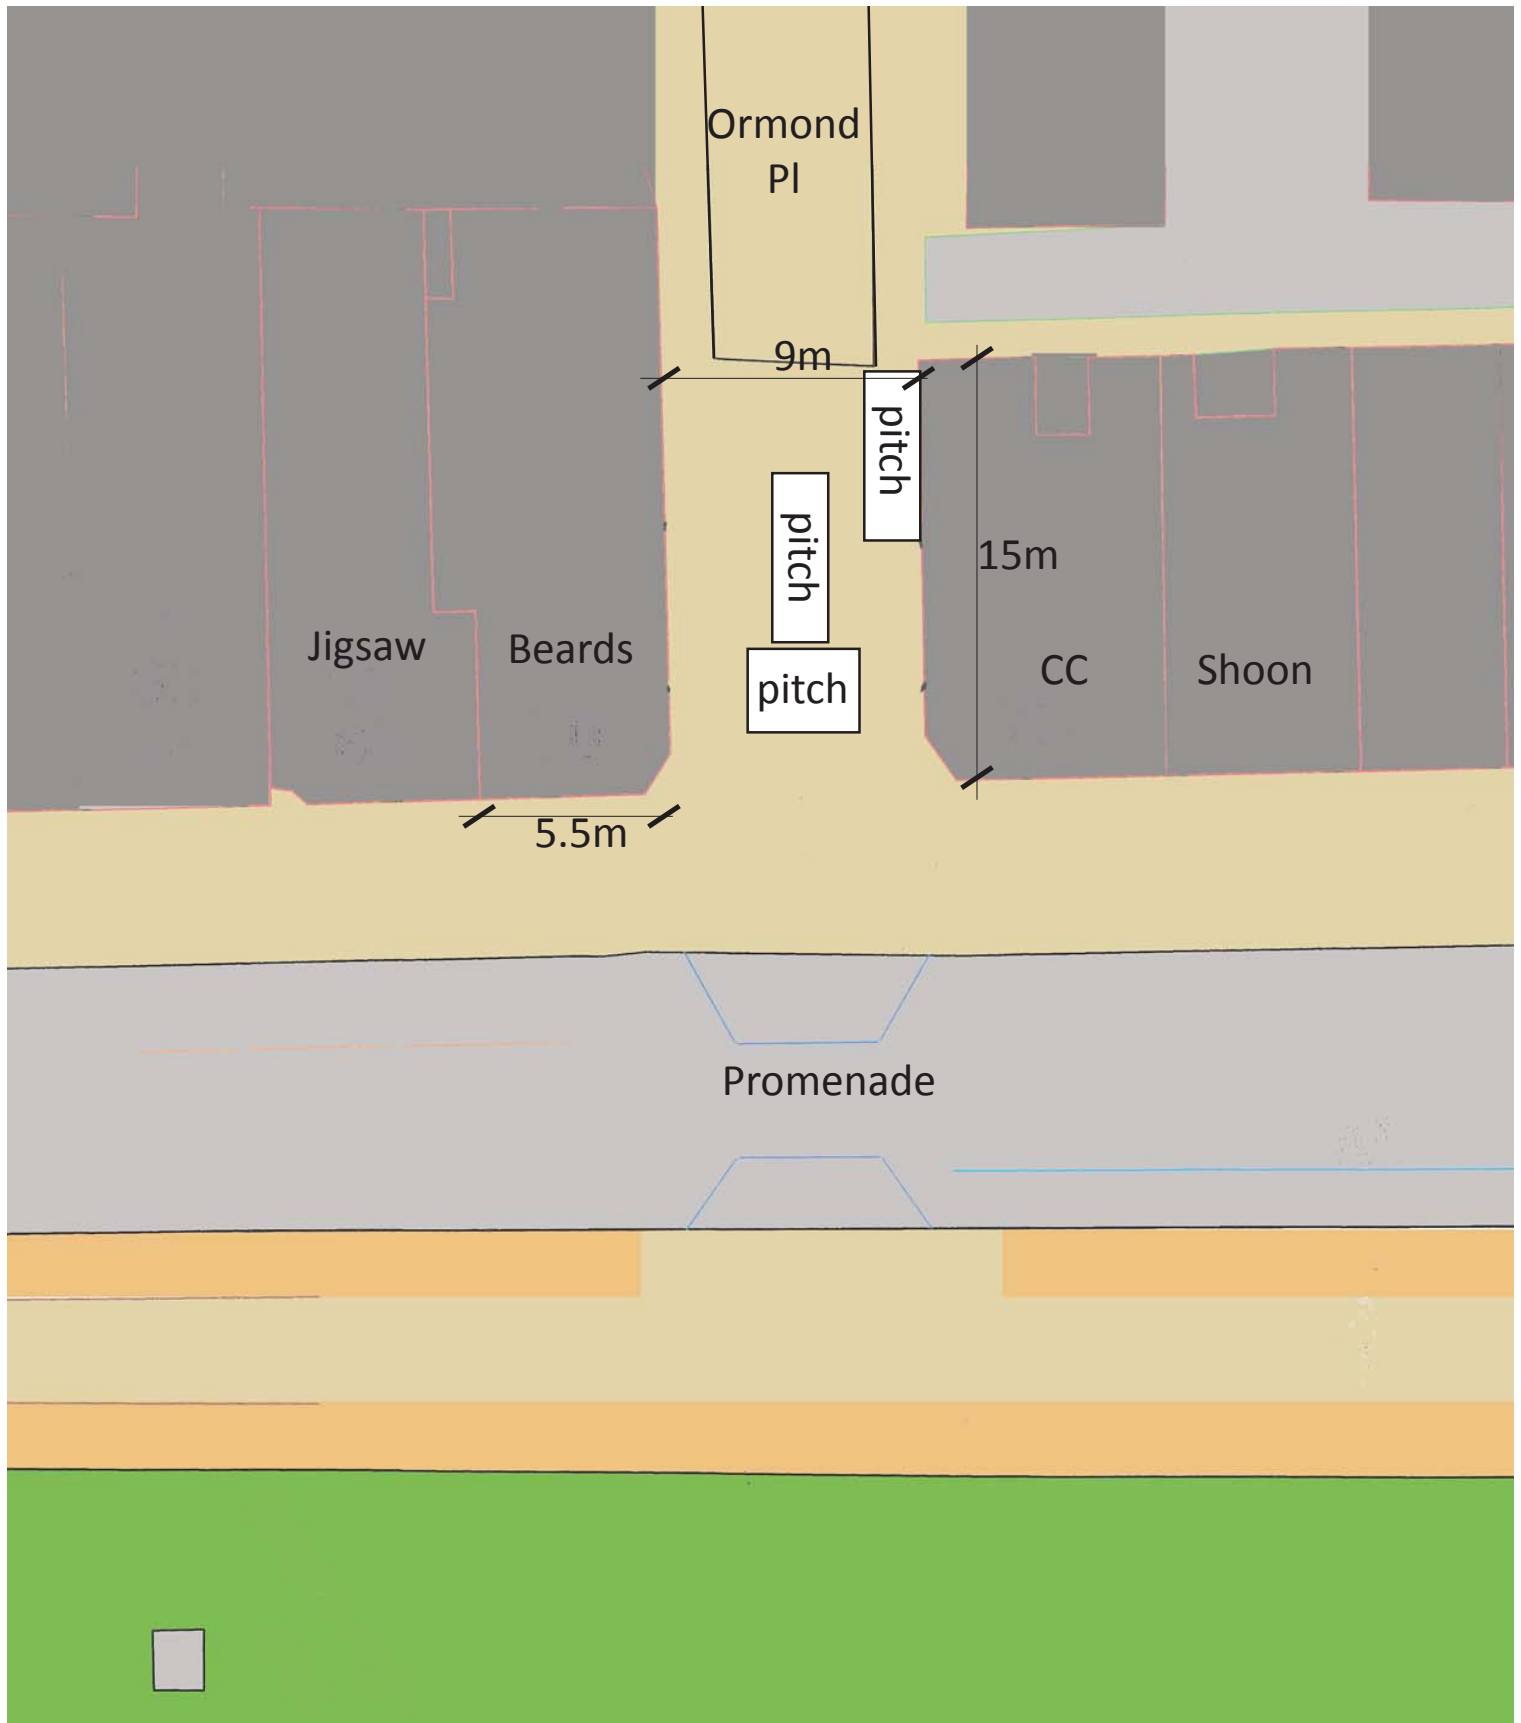 Ormond
Pl
9m
pitch
pitch
15m
Jigsaw
Beards
pitch
CC
Shoon
5.5m
Promenade